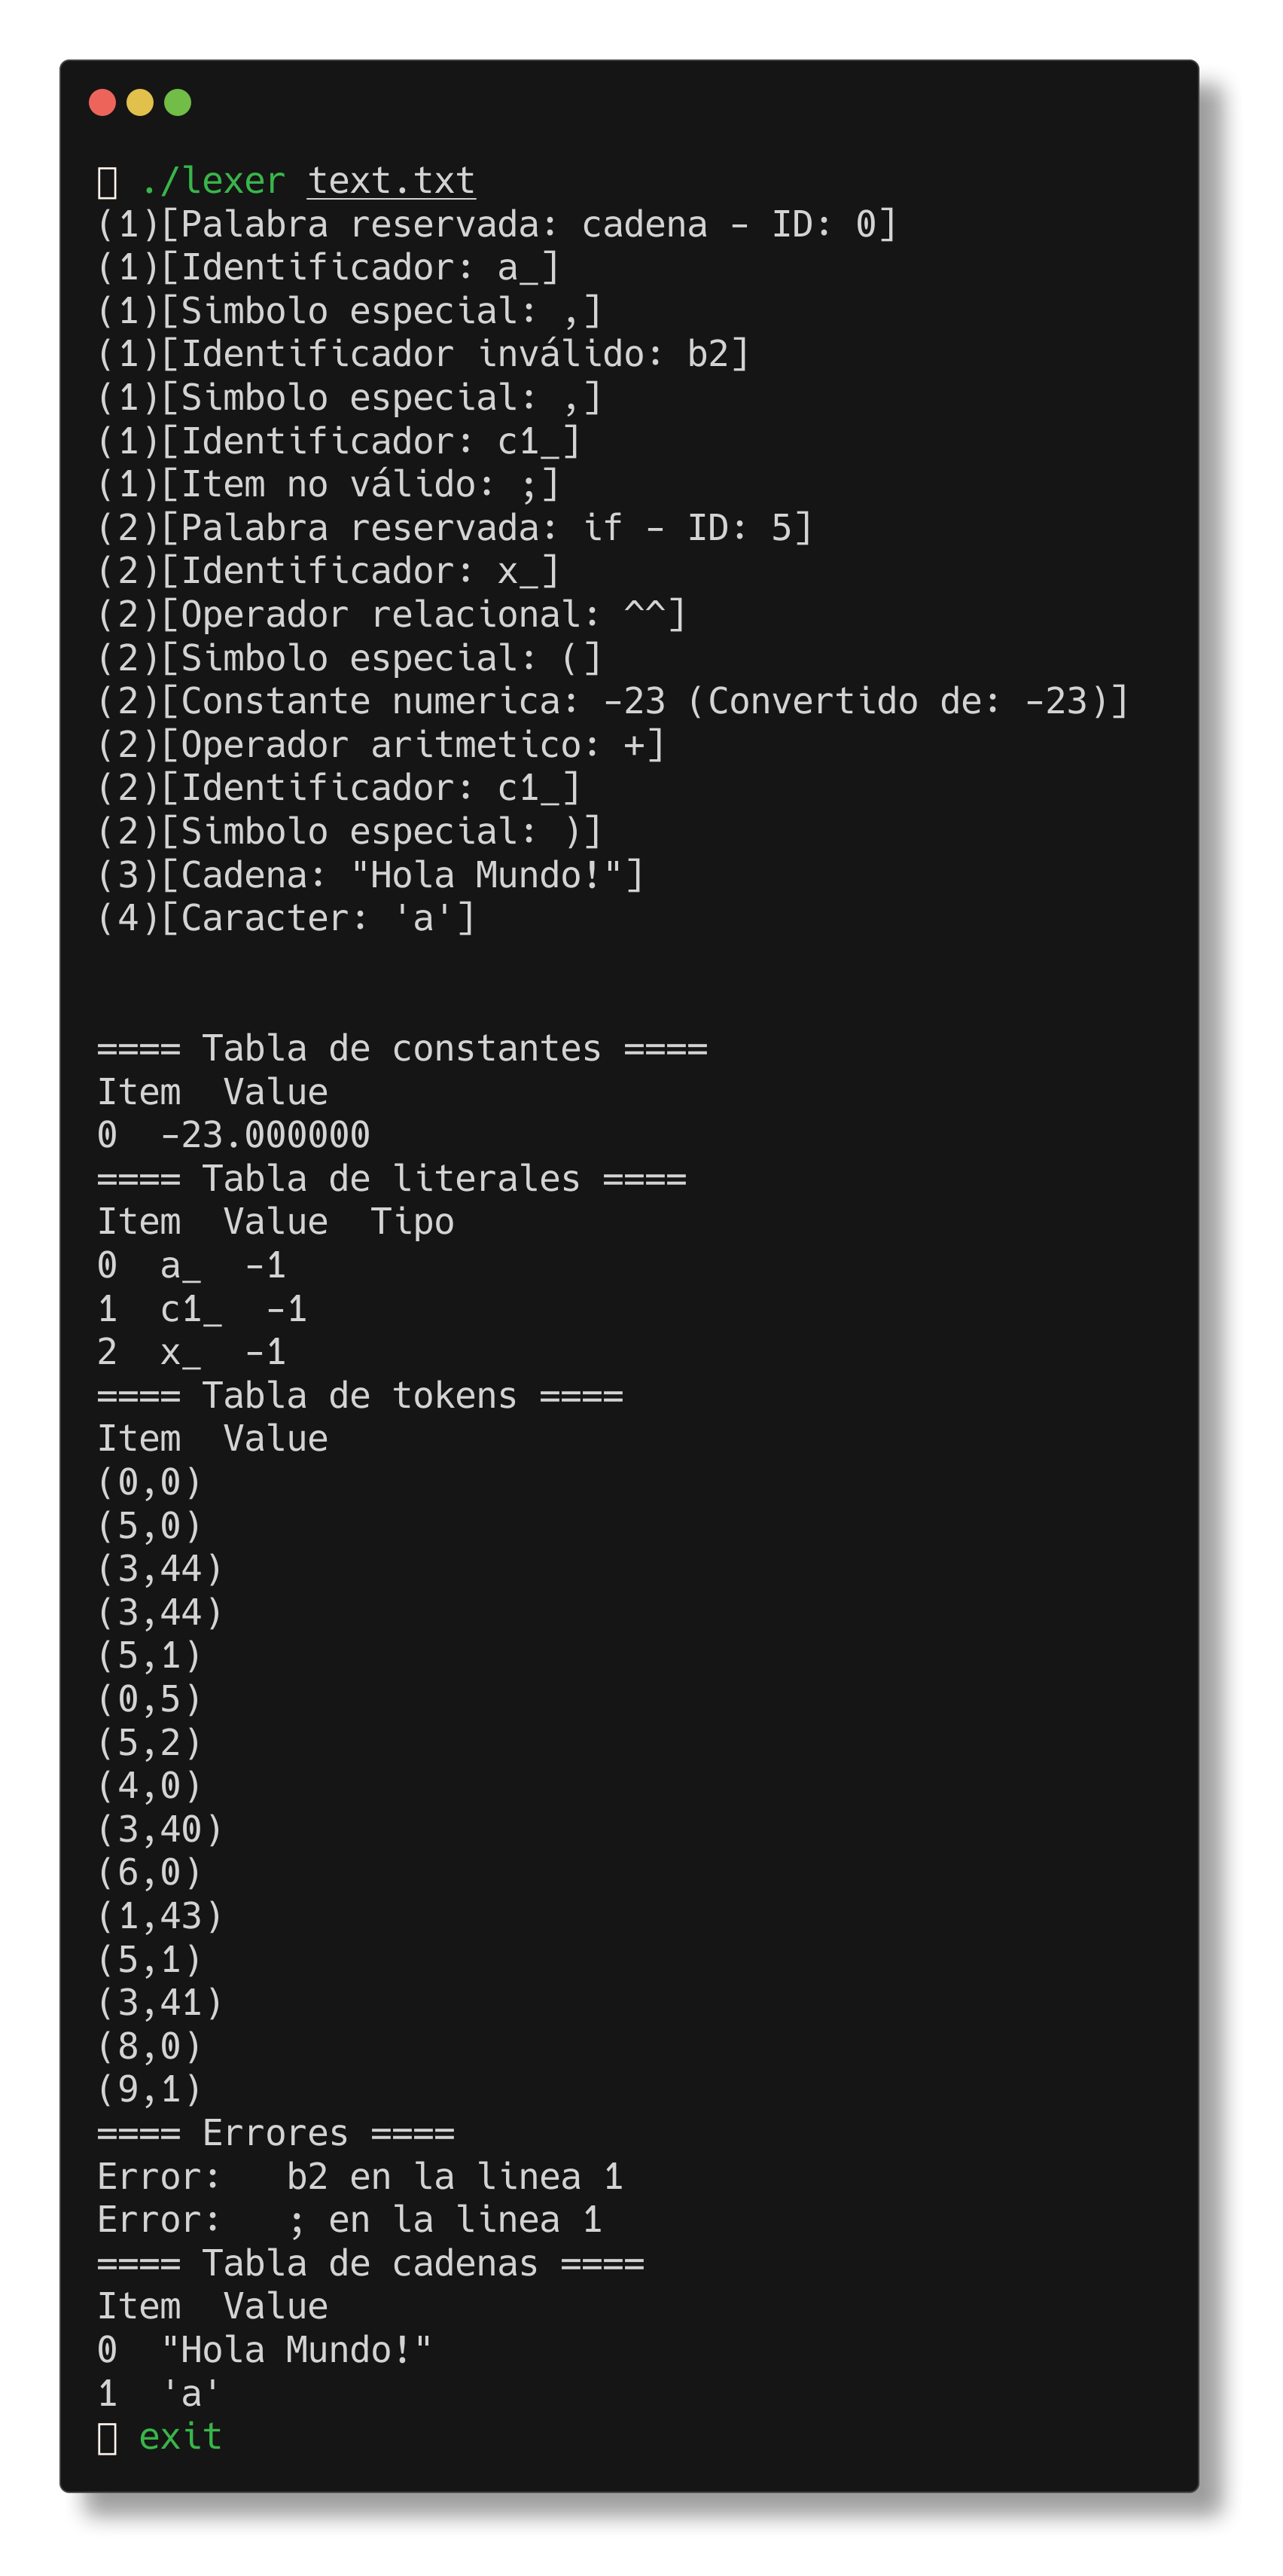 ./lexer text.txt
(1)[Palabra reservada: cadena - ID: 0]
(1)[Identificador: a_]
(1)[Simbolo especial: ,]
(1)[Identificador inválido: b2]
(1)[Simbolo especial: ,]
(1)[Identificador: c1_]
(1)[Item no válido: ;]
(2)[Palabra reservada: if - ID: 5]
(2)[Identificador: x_]
(2)[Operador relacional: ^^]
(2)[Simbolo especial: (]
(2)[Constante numerica: -23 (Convertido de: -23)]
(2)[Operador aritmetico: +]
(2)[Identificador: c1_]
(2)[Simbolo especial: )]
(3)[Cadena: "Hola Mundo!"]
(4)[Caracter: 'a']
==== Tabla de constantes ====
Item  Value
0  -23.000000
==== Tabla de literales ====
Item  Value  Tipo
0  a_  -1
1  c1_  -1
2  x_  -1
==== Tabla de tokens ====
Item  Value
(0,0)
(5,0)
(3,44)
(3,44)
(5,1)
(0,5)
(5,2)
(4,0)
(3,40)
(6,0)
(1,43)
(5,1)
(3,41)
(8,0)
(9,1)
==== Errores ====
Error:   b2 en la linea 1
Error:   ; en la linea 1
==== Tabla de cadenas ====
Item  Value
0  "Hola Mundo!"
1  'a'
exit